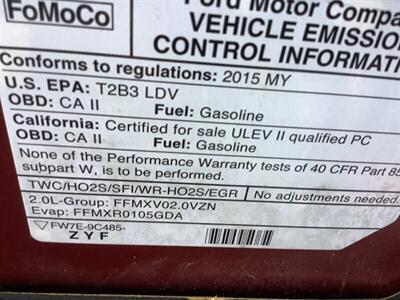 FoMoCo
Ford Motor Compa
VEHICLE EMISSION
CONTROL INFORMAT
Conforms to regulations: 2015 MY
U.S. EPA: T2B3 LDV
OBD: CA II Fuel: Gasoline
California: Certified for sale ULEV II qualified PC
OBD: CA II Fuel: Gasoline
None of the Performance Warranty tests of 40 CFR Part 85
subpart W, is to be performed.
TWC/HO2S/SFI/WR-HO2S/EGR No adjustments needed.
2.0L-Group: FFMXV02.0VZN
Evap: FFMXR0105GDA
FW7E-9C485-
ZYF